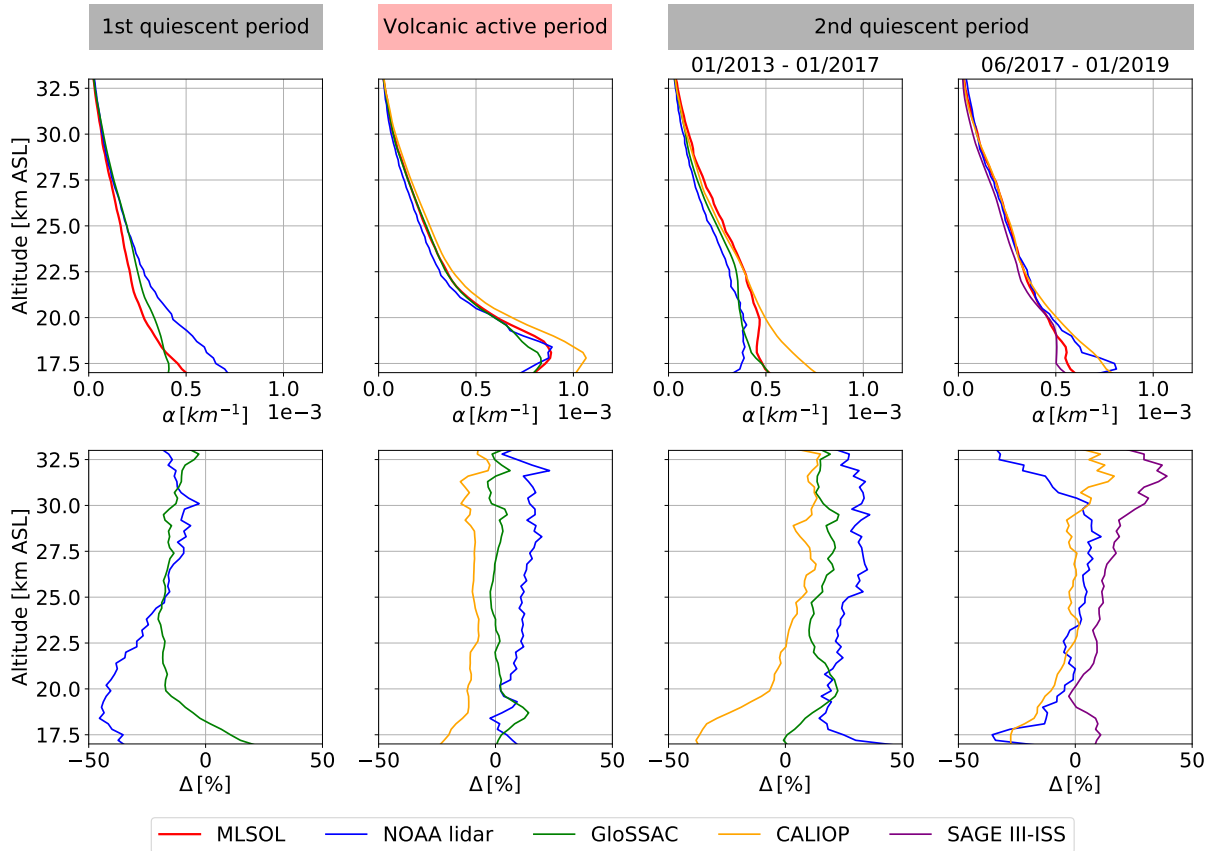 1st quiescent period
Volcanic active period
2nd quiescent period
01/2013 - 01/2017
06/2017 - 01/2019
Altitude [km ASL]
32.5
30.0
27.5
25.0
22.5
20.0
17.5
0.0 0.5 1.0
0.0 0.5 1.0
0.0 0.5 1.0
0.0 0.5 1.0
α [km⁻¹] 1e−3
α [km⁻¹] 1e−3
α [km⁻¹] 1e−3
α [km⁻¹] 1e−3
Altitude [km ASL]
32.5
30.0
27.5
25.0
22.5
20.0
17.5
−50 0 50
−50 0 50
−50 0 50
−50 0 50
Δ [%]
Δ [%]
Δ [%]
Δ [%]
MLSOL NOAA lidar GloSSAC CALIOP SAGE III-ISS